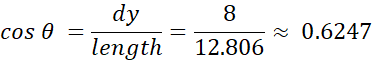 cos θ = dy/length = 8/12.806 ≈ 0.6247